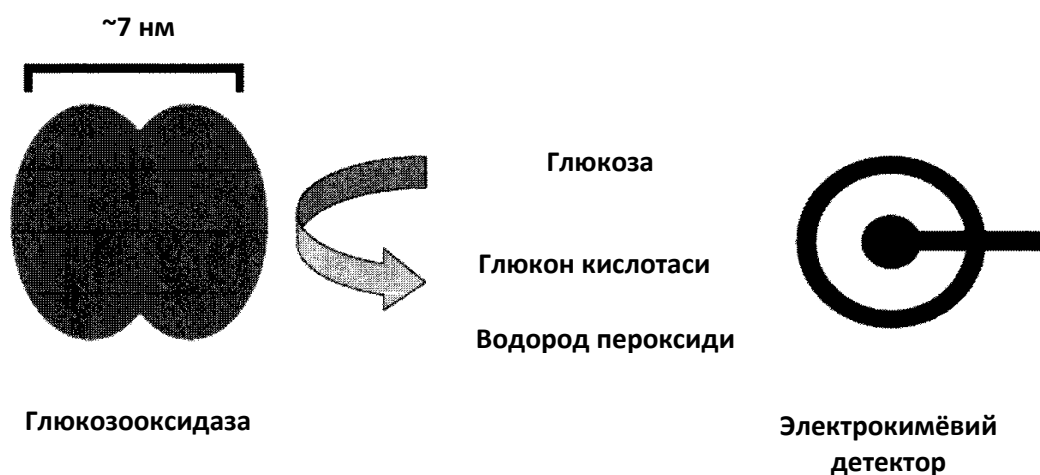 ~7 нм
Глюкоза
Глюкон кислотаси
Водород пероксиди
Глюкозооксидаза
Электрокимёвий
детектор